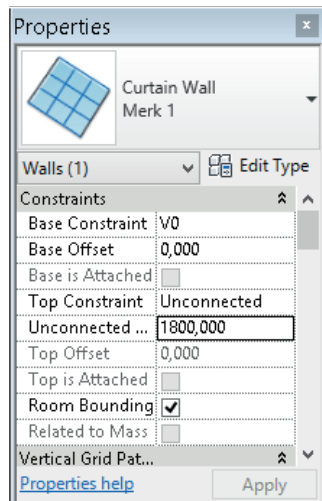 Properties
x
Curtain Wall
Merk 1
Walls (1) Edit Type
Constraints
Base Constraint V0
Base Offset 0,000
Base is Attached
Top Constraint Unconnected
Unconnected ... 1800,000
Top Offset 0,000
Top is Attached
Room Bounding
Related to Mass
Vertical Grid Pat...
Properties help Apply